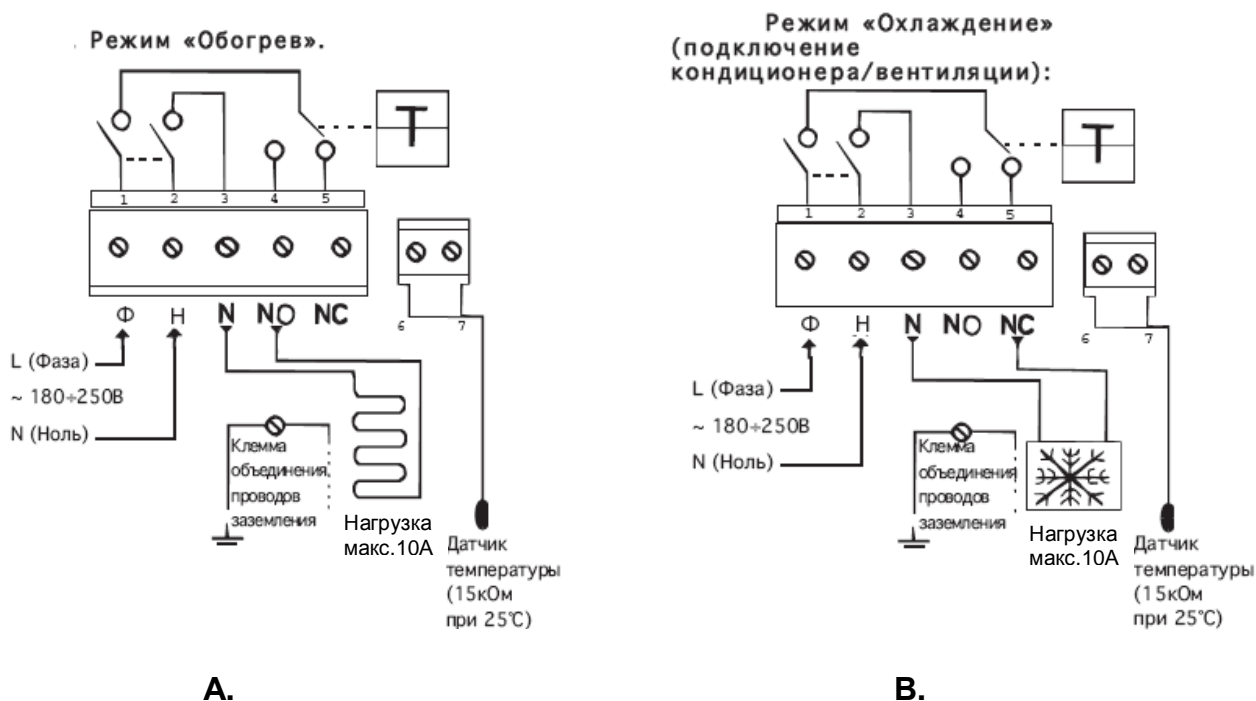 . Режим «Обогрев».
T
1 2 3 4 5
Ф Н N NO NC
6 7
L (Фаза)
~ 180÷250В
N (Ноль)
Клемма
объединения
проводов
заземления
Нагрузка
макс.10А
Датчик
температуры
(15кОм
при 25℃)
A.
Режим «Охлаждение»
(подключение
кондиционера/вентиляции):
T
1 2 3 4 5
Ф Н N NO NC
6 7
L (Фаза)
~ 180÷250В
N (Ноль)
Клемма
объединения
проводов
заземления
Нагрузка
макс.10А
Датчик
температуры
(15кОм
при 25℃)
B.